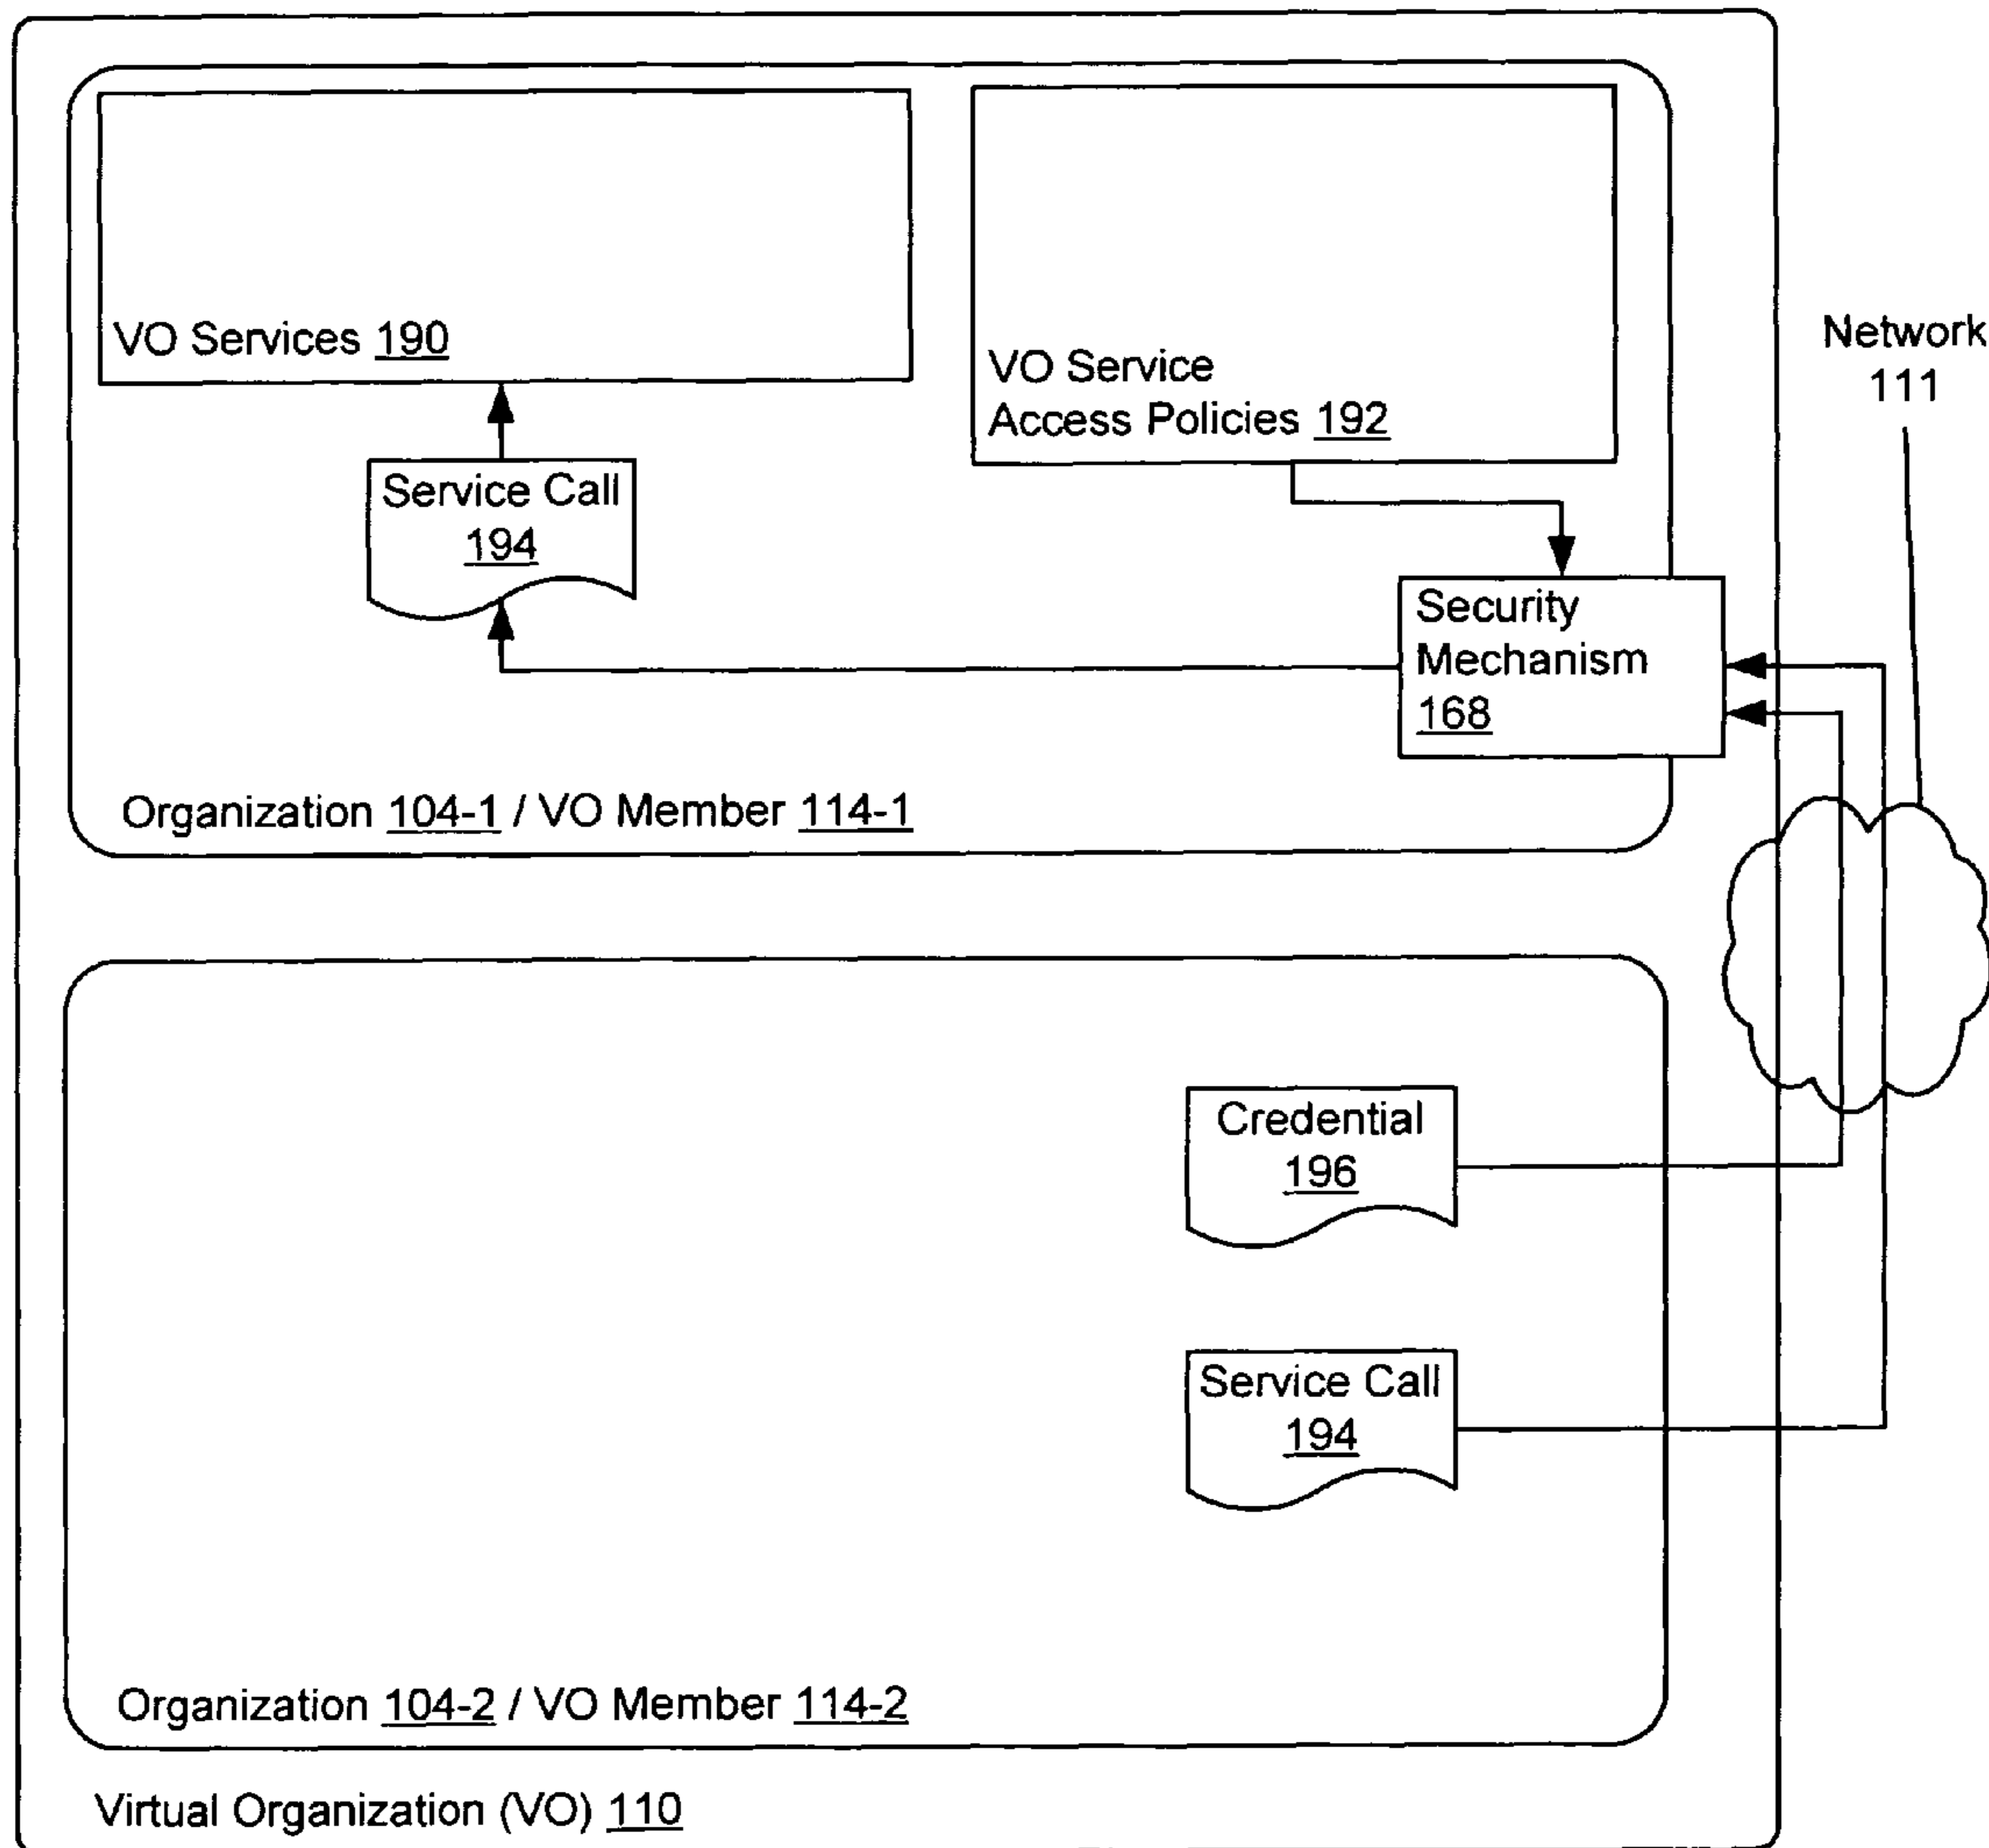 VO Services 190
VO Service
Access Policies 192
Network
111
Service Call
194
Security
Mechanism
168
Organization 104-1 / VO Member 114-1
Credential
196
Service Call
194
Organization 104-2 / VO Member 114-2
Virtual Organization (VO) 110